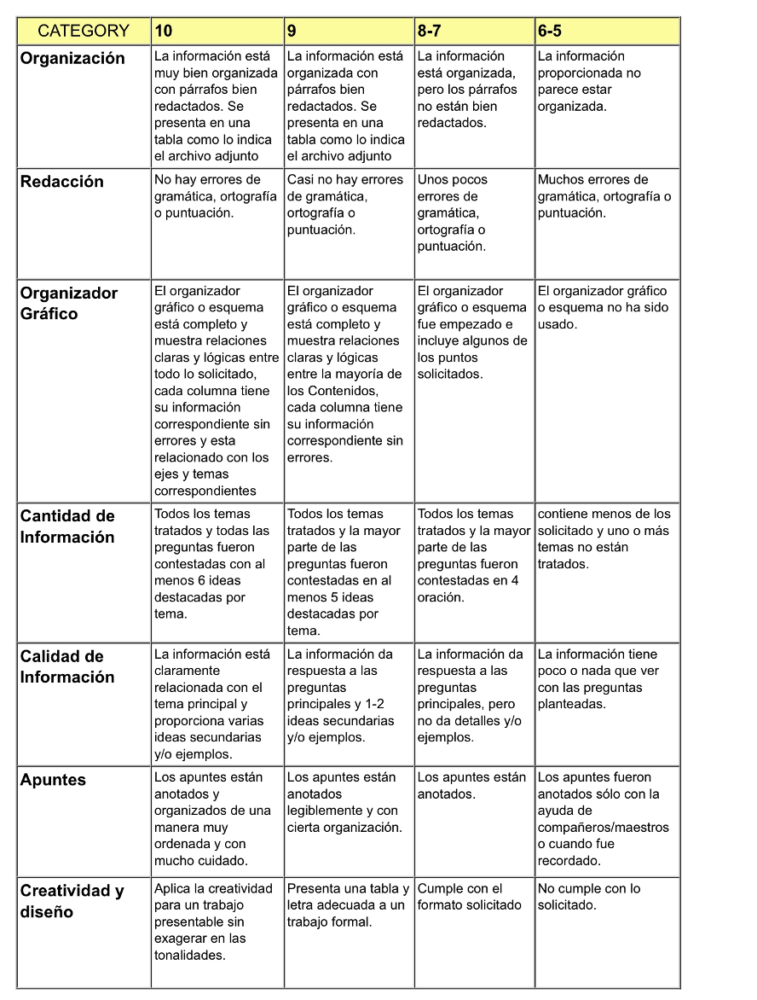 CATEGORY 10 9 8-7 6-5
Organización
La información está
muy bien organizada
con párrafos bien
redactados. Se
presenta en una
tabla como lo indica
el archivo adjunto
La información está
organizada con
párrafos bien
redactados. Se
presenta en una
tabla como lo indica
el archivo adjunto
La información
está organizada,
pero los párrafos
no están bien
redactados.
La información
proporcionada no
parece estar
organizada.
Redacción
No hay errores de
gramática, ortografía
o puntuación.
Casi no hay errores
de gramática,
ortografía o
puntuación.
Unos pocos
errores de
gramática,
ortografía o
puntuación.
Muchos errores de
gramática, ortografía o
puntuación.
Organizador
Gráfico
El organizador
gráfico o esquema
está completo y
muestra relaciones
claras y lógicas entre
todo lo solicitado,
cada columna tiene
su información
correspondiente sin
errores y esta
relacionado con los
ejes y temas
correspondientes
El organizador
gráfico o esquema
está completo y
muestra relaciones
claras y lógicas
entre la mayoría de
los Contenidos,
cada columna tiene
su información
correspondiente sin
errores.
El organizador
gráfico o esquema
fue empezado e
incluye algunos de
los puntos
solicitados.
El organizador gráfico
o esquema no ha sido
usado.
Cantidad de
Información
Todos los temas
tratados y todas las
preguntas fueron
contestadas con al
menos 6 ideas
destacadas por
tema.
Todos los temas
tratados y la mayor
parte de las
preguntas fueron
contestadas en al
menos 5 ideas
destacadas por
tema.
Todos los temas
tratados y la mayor
parte de las
preguntas fueron
contestadas en 4
oración.
contiene menos de los
solicitado y uno o más
temas no están
tratados.
Calidad de
Información
La información está
claramente
relacionada con el
tema principal y
proporciona varias
ideas secundarias
y/o ejemplos.
La información da
respuesta a las
preguntas
principales y 1-2
ideas secundarias
y/o ejemplos.
La información da
respuesta a las
preguntas
principales, pero
no da detalles y/o
ejemplos.
La información tiene
poco o nada que ver
con las preguntas
planteadas.
Apuntes
Los apuntes están
anotados y
organizados de una
manera muy
ordenada y con
mucho cuidado.
Los apuntes están
anotados
legiblemente y con
cierta organización.
Los apuntes están
anotados.
Los apuntes fueron
anotados sólo con la
ayuda de
compañeros/maestros
o cuando fue
recordado.
Creatividad y
diseño
Aplica la creatividad
para un trabajo
presentable sin
exagerar en las
tonalidades.
Presenta una tabla y
letra adecuada a un
trabajo formal.
Cumple con el
formato solicitado
No cumple con lo
solicitado.